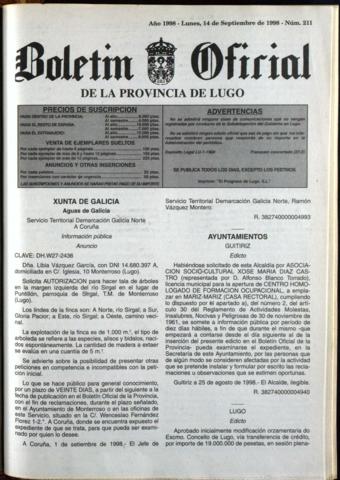 Año 1998 - Lunes, 14 de Septiembre de 1998 - Núm. 211
Boletín Oficial
DE LA PROVINCIA DE LUGO
PRECIOS DE SUSCRIPCION
VENTA DE EJEMPLARES SUELTOS
ANUNCIOS Y OTRAS INSERCIONES
ADVERTENCIAS
SE PUBLICA TODOS LOS DIAS, EXCEPTO LOS FESTIVOS
Imprime: "El Progreso de Lugo, S.L."
XUNTA DE GALICIA
Aguas de Galicia
Servicio Territorial Demarcación Galicia Norte
A Coruña
Información pública
Anuncio
CLAVE: DH.W27-2436
Dña. Libia Vázquez García, con DNI 14.680.397 A,
domiciliada en C/ Iglesia, 10 Monterroso (Lugo).
Solicita AUTORIZACION para hacer tala de árboles
en la margen izquierda del río Sirgal en el lugar de
Puntillón, parroquia de Sirgal, T.M. de Monterroso
(Lugo).
Los lindes de la finca son: A Norte, río Sirgal; a Sur,
Gloria Pacor; a Este, río Sirgal; a Oeste, camino vecinal.
La explotación de la finca es de 1.000 m.², el tipo de
arboleda se refiere a las especies, alisos y bidalos, nacidos
espontáneamente. La cantidad de madera a extraer
se evalúa en una cuantía de 5 m.³
Se advierte sobre la posibilidad de presentar otras
peticiones en competencia e incompatibles con la petición
inicial.
Lo que se hace público para general conocimiento,
por un plazo de VEINTE DIAS, a partir del siguiente a la
fecha de publicación en el Boletín Oficial de la Provincia,
con el fin de reclamaciones, durante el plazo señalado,
en el Ayuntamiento de Monterroso o en las oficinas de
este Servicio, situado en la C/. Wenceslao Fernández
Florez 1-2.°. A Coruña, donde se encuentra expuesto el
expediente de que se trata, para que pueda ser examinado
por quien lo desee.
A Coruña, 1 de setiembre de 1998.- El Jefe de
Servicio Territorial Demarcación Galicia Norte, Ramón
Vázquez Montero.
R. 382740000004993
AYUNTAMIENTOS
GUITIRIZ
Edicto
Habiéndose solicitado de este Alcaldía por ASOCIACION
SOCIO-CULTURAL XOSE MARIA DIAZ CASTRO
(representada por D. Alfonso Blanco Torrado),
licencia municipal para la apertura de CENTRO HOMOLOGADO
DE FORMACION OCUPACIONAL, a emplazar
en MARIZ-MARIZ (CASA RECTORAL), cumpliendo
lo dispuesto por el apartado a), del número 2, del artículo
30 del Reglamento de Actividades Molestas,
Insalubres, Nocivas y Peligrosas de 30 de noviembre de
1961, se somete a información pública por período de
diez días hábiles, a fin de que durante el mismo -que
empezará a contarse desde el día siguiente al de la
inserción del presente edicto en el Boletín Oficial de la
Provincia- pueda examinarse el expediente, en la
Secretaría de este Ayuntamiento, por las personas que
de algún modo se consideren afectadas por la actividad
que se pretende instalar y formular por escrito las reclamaciones
u observaciones que se estimen oportunas.
Guitiriz a 25 de agosto de 1998.- El Alcalde, ilegible.
R. 382740000004940
LUGO
Edicto
Aprobado inicialmente modificación orzamentaria do
Exsmo. Concello de Lugo, vía transferencia de crédito,
por importe de 19.000.000 de pesetas, en sesión plena-